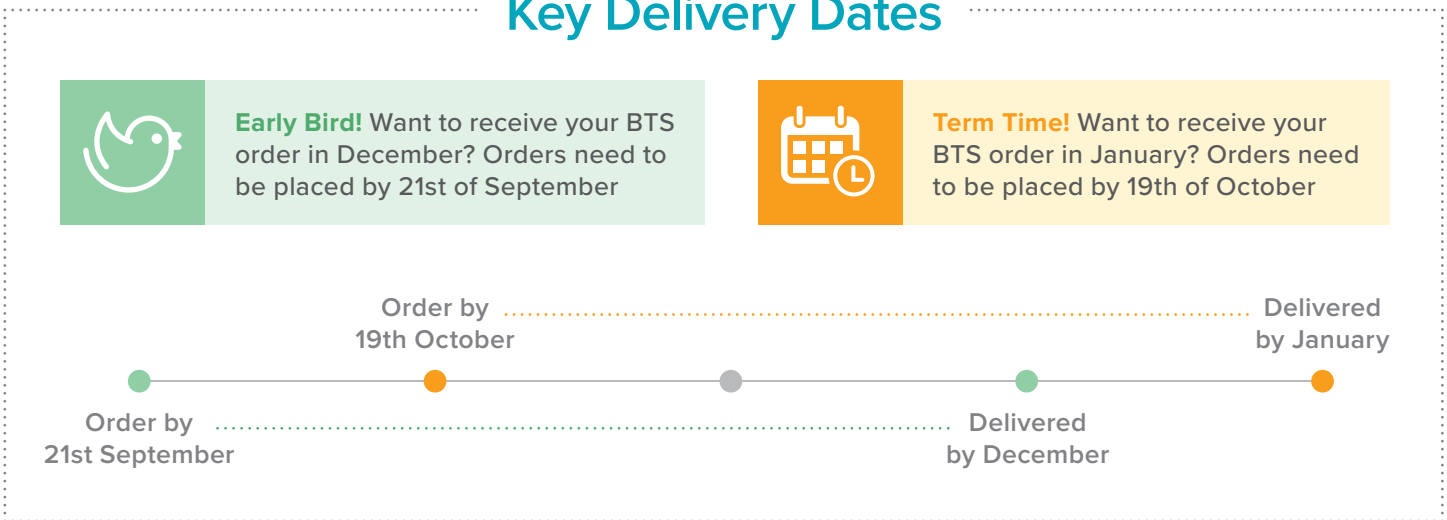 Key Delivery Dates
Early Bird! Want to receive your BTS
order in December? Orders need to
be placed by 21st of September
Term Time! Want to receive your
BTS order in January? Orders need
to be placed by 19th of October
Order by
19th October
Delivered
by January
Order by
21st September
Delivered
by December